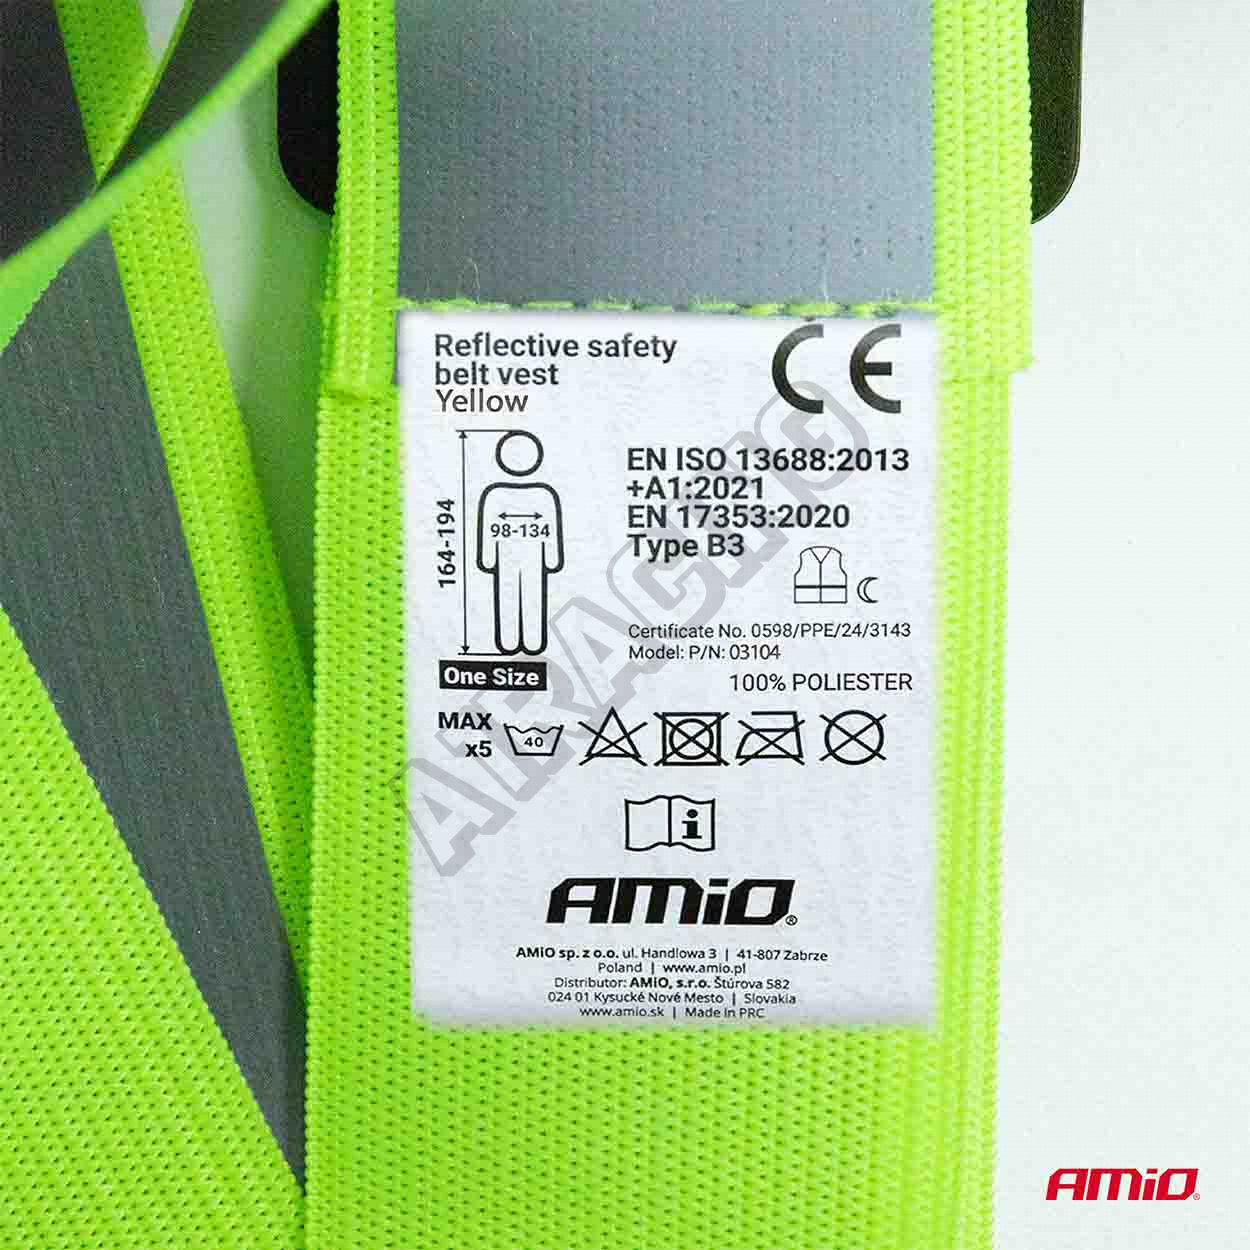 Reflective safety
belt vest
Yellow
CE
164-194
98-134
One Size
EN ISO 13688:2013
+A1:2021
EN 17353:2020
Type B3
Certificate No. 0598/PPE/24/3143
Model: P/N: 03104
100% POLIESTER
MAX
x5
40
i
AMiO®
AMiO sp. z o.o. ul. Handlowa 3 | 41-807 Zabrze
Poland | www.amio.pl
Distributor: AMiO, s.r.o. Štúrova 582
024 01 Kysucké Nové Mesto | Slovakia
www.amio.sk | Made in PRC
AMiO®